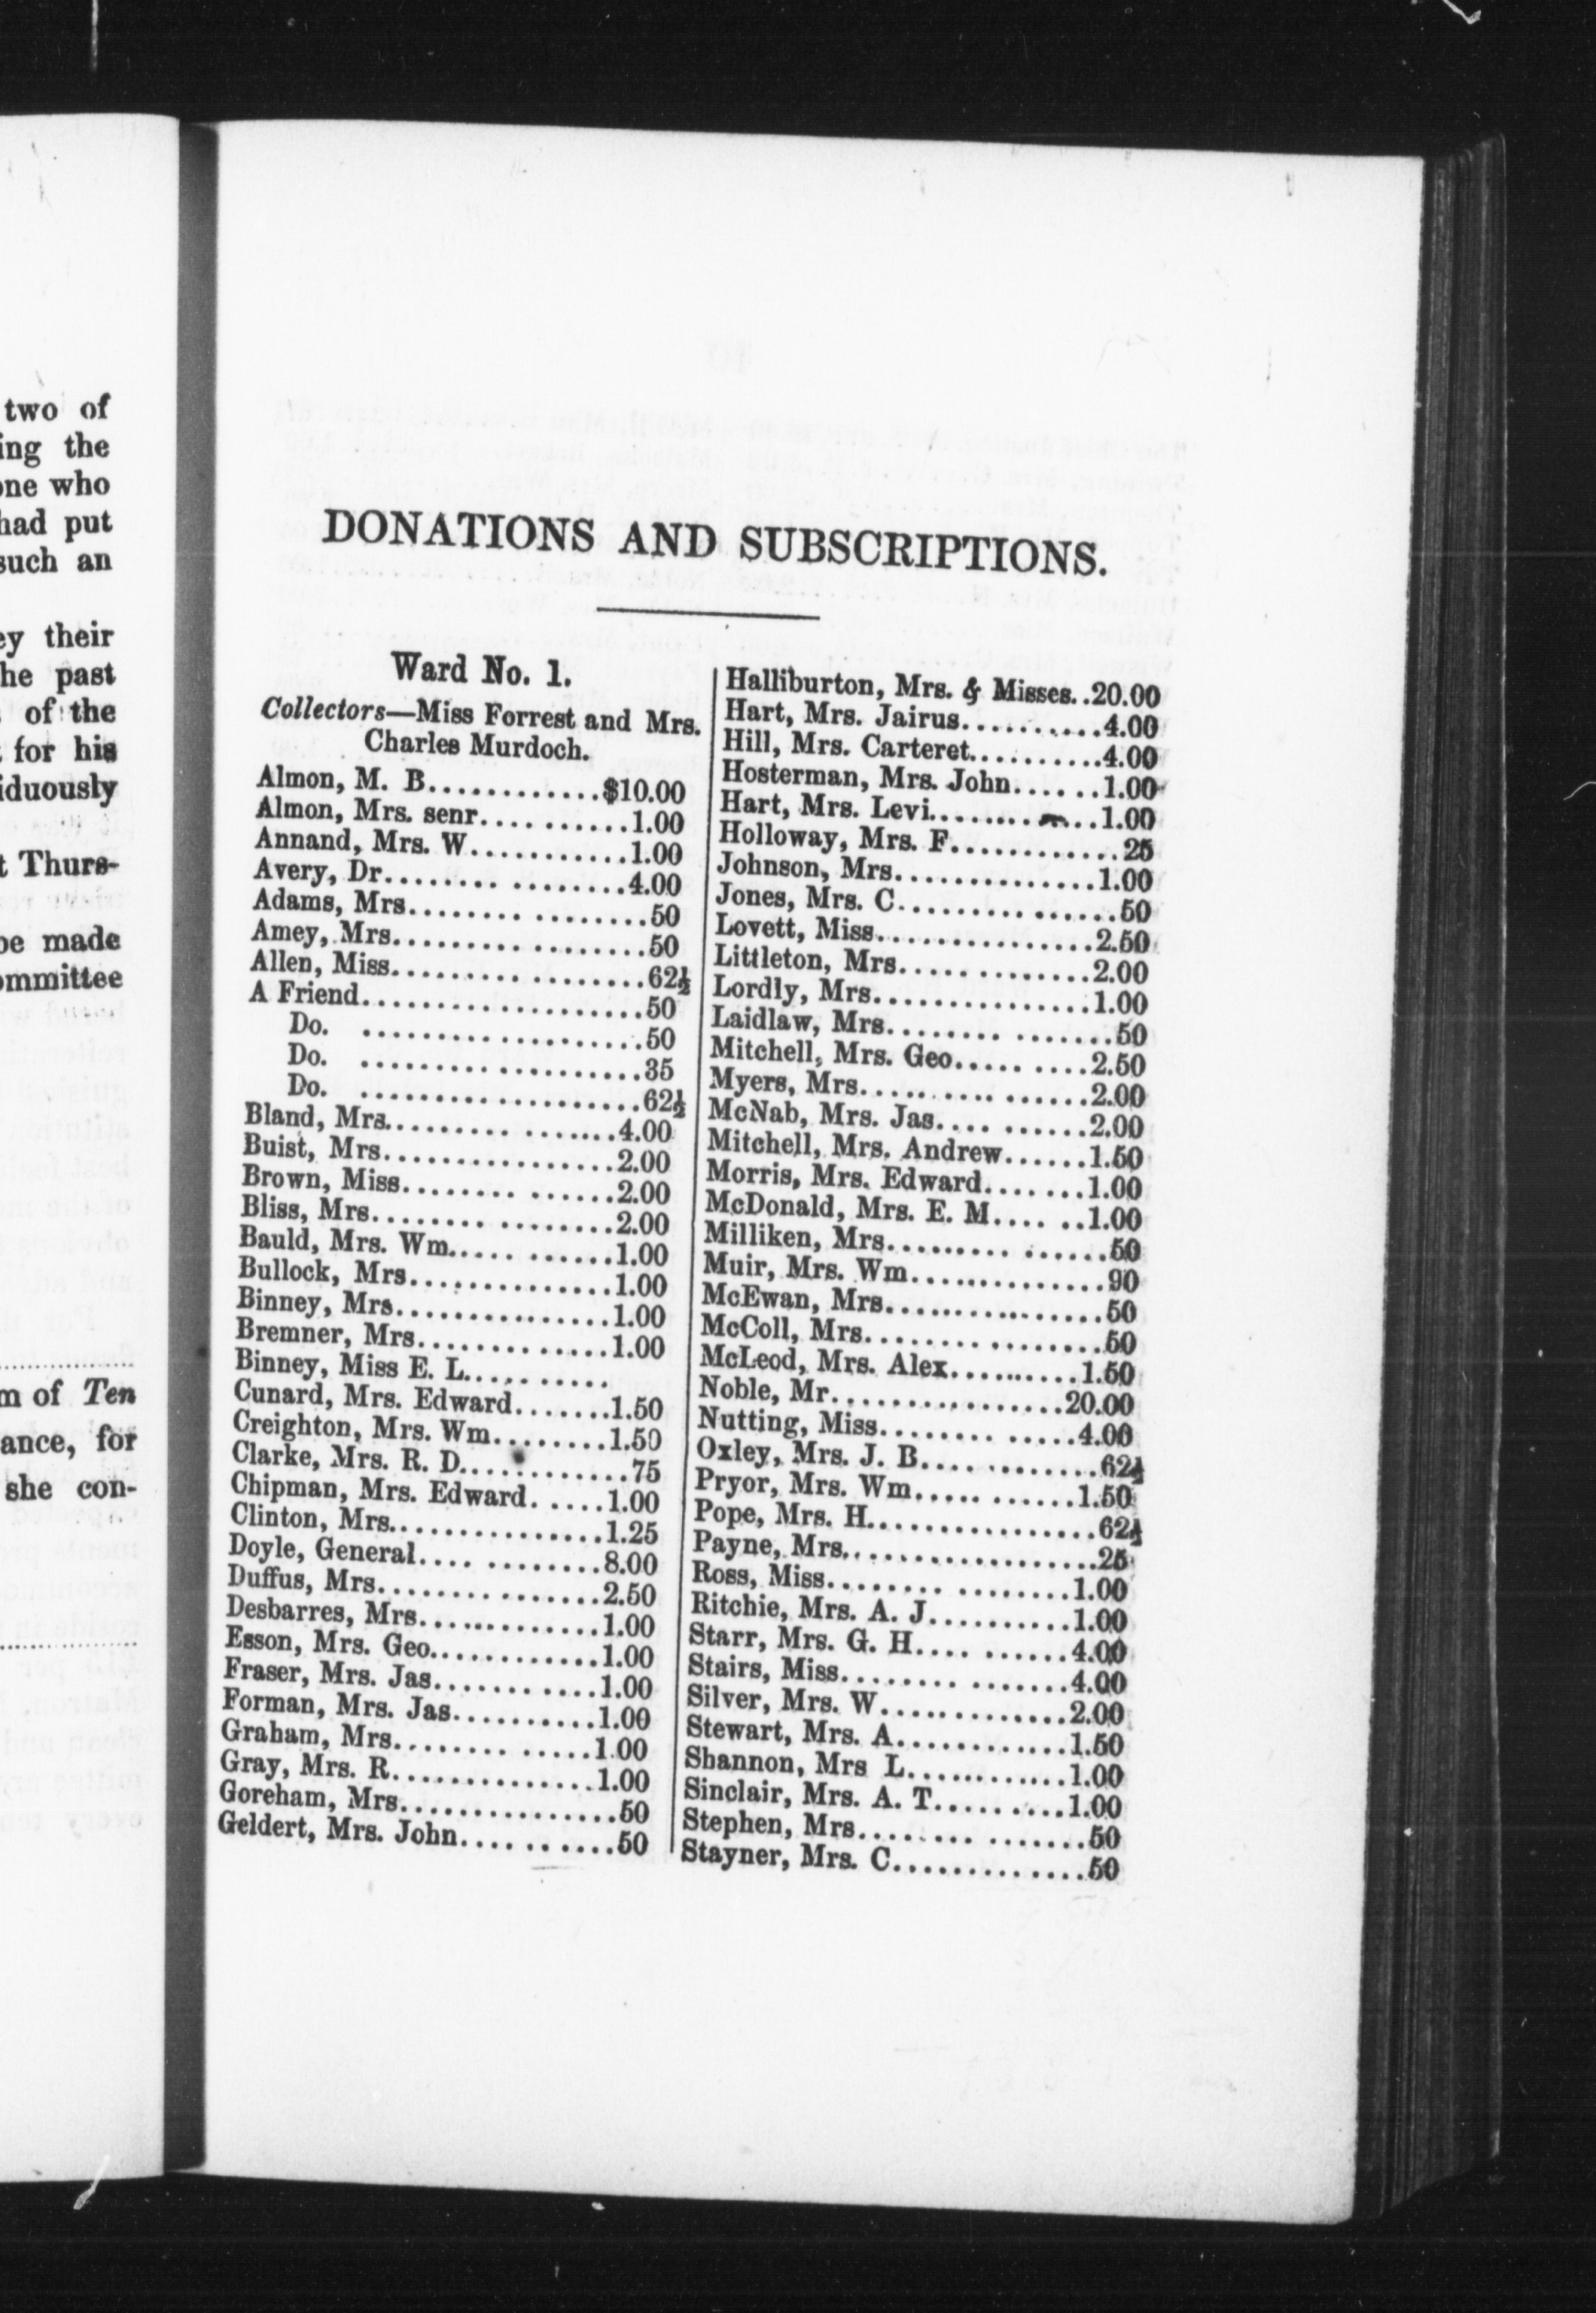 two of
ing the
one who
had put
such an
ey their
he past
of the
for his
iduously
t Thurs-
be made
ommittee
m of Ten
ance, for
she con-
DONATIONS AND SUBSCRIPTIONS.
Ward No. 1.
Collectors—Miss Forrest and Mrs.
Charles Murdoch.
Almon, M. B.............$10.00
Almon, Mrs. senr..........1.00
Annand, Mrs. W...........1.00
Avery, Dr.................4.00
Adams, Mrs.................50
Amey, Mrs..................50
Allen, Miss.................62½
A Friend....................50
Do. ....................50
Do. ....................35
Do. ....................62½
Bland, Mrs................4.00
Buist, Mrs................2.00
Brown, Miss..............2.00
Bliss, Mrs.................2.00
Bauld, Mrs. Wm...........1.00
Bullock, Mrs..............1.00
Binney, Mrs...............1.00
Bremner, Mrs.............1.00
Binney, Miss E. L..........
Cunard, Mrs. Edward.......1.50
Creighton, Mrs. Wm........1.50
Clarke, Mrs. R. D............75
Chipman, Mrs. Edward.....1.00
Clinton, Mrs...............1.25
Doyle, General............8.00
Duffus, Mrs...............2.50
Desbarres, Mrs............1.00
Esson, Mrs. Geo............1.00
Fraser, Mrs. Jas...........1.00
Forman, Mrs. Jas..........1.00
Graham, Mrs.............1.00
Gray, Mrs. R..............1.00
Goreham, Mrs...............50
Geldert, Mrs. John..........50
Halliburton, Mrs. & Misses..20.00
Hart, Mrs. Jairus..........4.00
Hill, Mrs. Carteret..........4.00
Hosterman, Mrs. John......1.00
Hart, Mrs. Levi...........1.00
Holloway, Mrs. F............25
Johnson, Mrs..............1.00
Jones, Mrs. C...............50
Lovett, Miss...............2.50
Littleton, Mrs.............2.00
Lordly, Mrs...............1.00
Laidlaw, Mrs...............50
Mitchell, Mrs. Geo.........2.50
Myers, Mrs................2.00
McNab, Mrs. Jas..........2.00
Mitchell, Mrs. Andrew......1.50
Morris, Mrs. Edward.......1.00
McDonald, Mrs. E. M......1.00
Milliken, Mrs...............50
Muir, Mrs. Wm..............90
McEwan, Mrs...............50
McColl, Mrs................50
McLeod, Mrs. Alex.........1.50
Noble, Mr................20.00
Nutting, Miss.............4.00
Oxley, Mrs. J. B............62½
Pryor, Mrs. Wm...........1.50
Pope, Mrs. H................62½
Payne, Mrs..................25
Ross, Miss................1.00
Ritchie, Mrs. A. J..........1.00
Starr, Mrs. G. H..........4.00
Stairs, Miss...............4.00
Silver, Mrs. W.............2.00
Stewart, Mrs. A............1.50
Shannon, Mrs L...........1.00
Sinclair, Mrs. A. T.........1.00
Stephen, Mrs...............50
Stayner, Mrs. C.............50